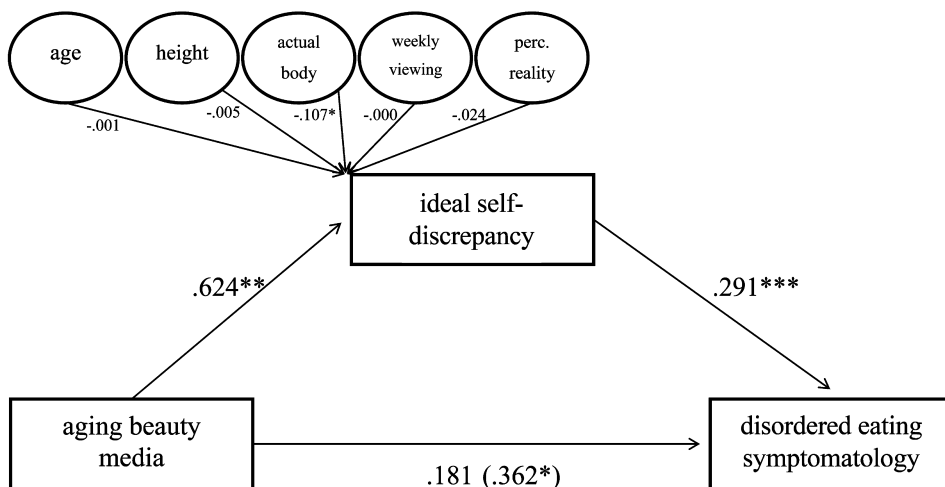 age
height
actual
body
weekly
viewing
perc.
reality
-.001
-.005
-.107*
-.000
-.024
ideal self-
discrepancy
.624**
.291***
aging beauty
media
disordered eating
symptomatology
.181 (.362*)